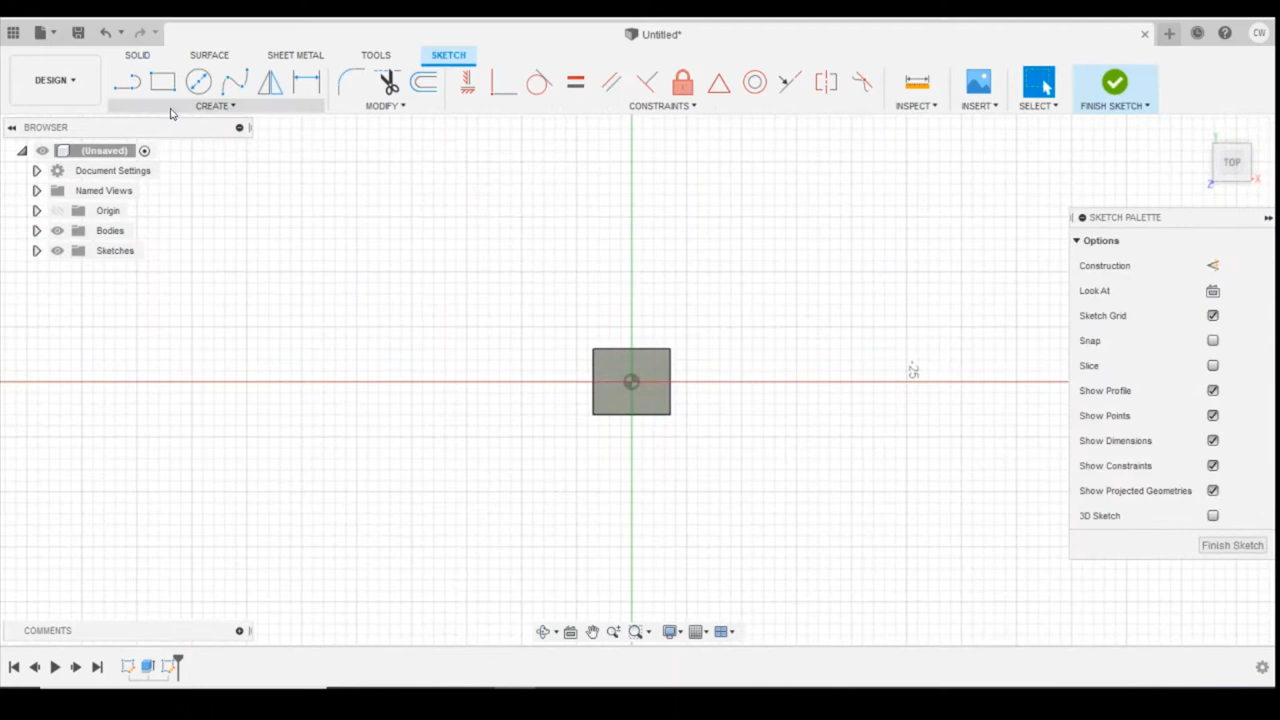 Untitled*
CW
DESIGN
SOLID
SURFACE
SHEET METAL
TOOLS
SKETCH
CREATE
MODIFY
CONSTRAINTS
INSPECT
INSERT
SELECT
FINISH SKETCH
BROWSER
(Unsaved)
Document Settings
Named Views
Origin
Bodies
Sketches
Y
TOP
X
Z
-25
SKETCH PALETTE
Options
Construction
Look At
Sketch Grid
Snap
Slice
Show Profile
Show Points
Show Dimensions
Show Constraints
Show Projected Geometries
3D Sketch
Finish Sketch
COMMENTS